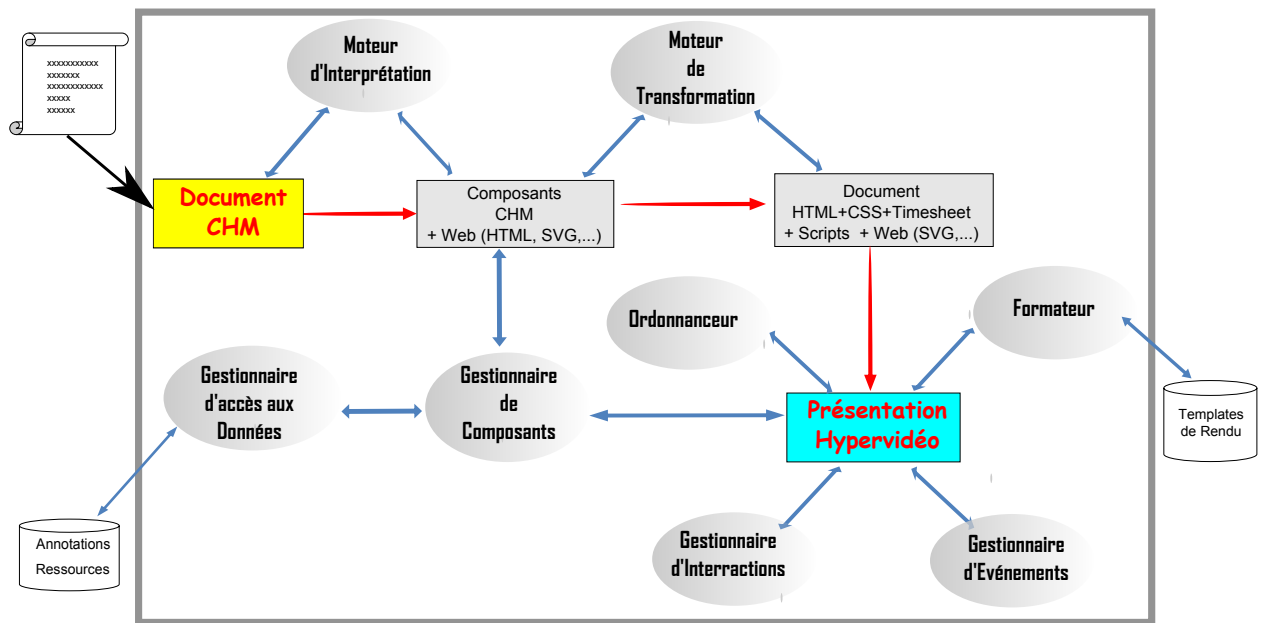 xxxxxxxxxxx
xxxxxxx
xxxxxxxxxxxx
xxxxx
xxxxxx
Moteur
d'Interprétation
Moteur
de
Transformation
Document
CHM
Composants
CHM
+ Web (HTML, SVG,...)
Document
HTML+CSS+Timesheet
+ Scripts + Web (SVG,...)
Ordonnanceur
Formateur
Gestionnaire
d'accès aux
Données
Gestionnaire
de
Composants
Présentation
Hypervidéo
Templates
de Rendu
Annotations
Ressources
Gestionnaire
d'Interractions
Gestionnaire
d'Evénements